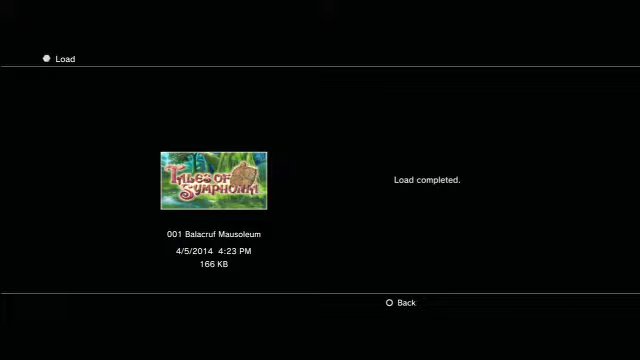 Load
TALES OF
SYMPHONIA
Load completed.
001 Balacruf Mausoleum
4/5/2014 4:23 PM
166 KB
Back